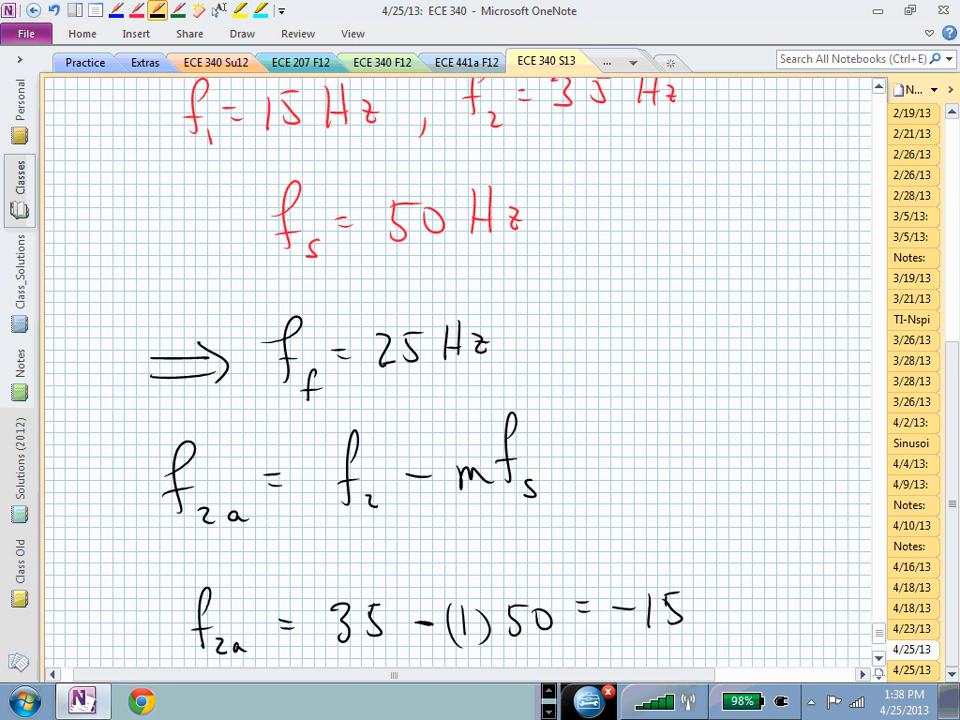 4/25/13: ECE 340 - Microsoft OneNote
File Home Insert Share Draw Review View
Practice Extras ECE 340 Su12 ECE 207 F12 ECE 340 F12 ECE 441a F12 ECE 340 S13 ...
Search All Notebooks (Ctrl+E)
Personal
Classes
Class_Solutions
Notes
Solutions (2012)
Class Old
f₁ = 15 Hz , f₂ = 35 Hz
fₛ = 50 Hz
⇒ f_f = 25 Hz
f₂ₐ = f₂ - mfₛ
f₂ₐ = 35 - (1) 50 = -15
N...
2/19/13
2/21/13
2/26/13
2/26/13
2/28/13
3/5/13:
3/5/13:
Notes:
3/19/13
3/21/13
TI-Nspi
3/26/13
3/28/13
3/28/13
3/26/13
4/2/13:
Sinusoi
4/4/13:
4/9/13:
Notes:
4/10/13
Notes:
4/16/13
4/18/13
4/18/13
4/23/13
4/25/13
4/25/13
98%
1:38 PM
4/25/2013